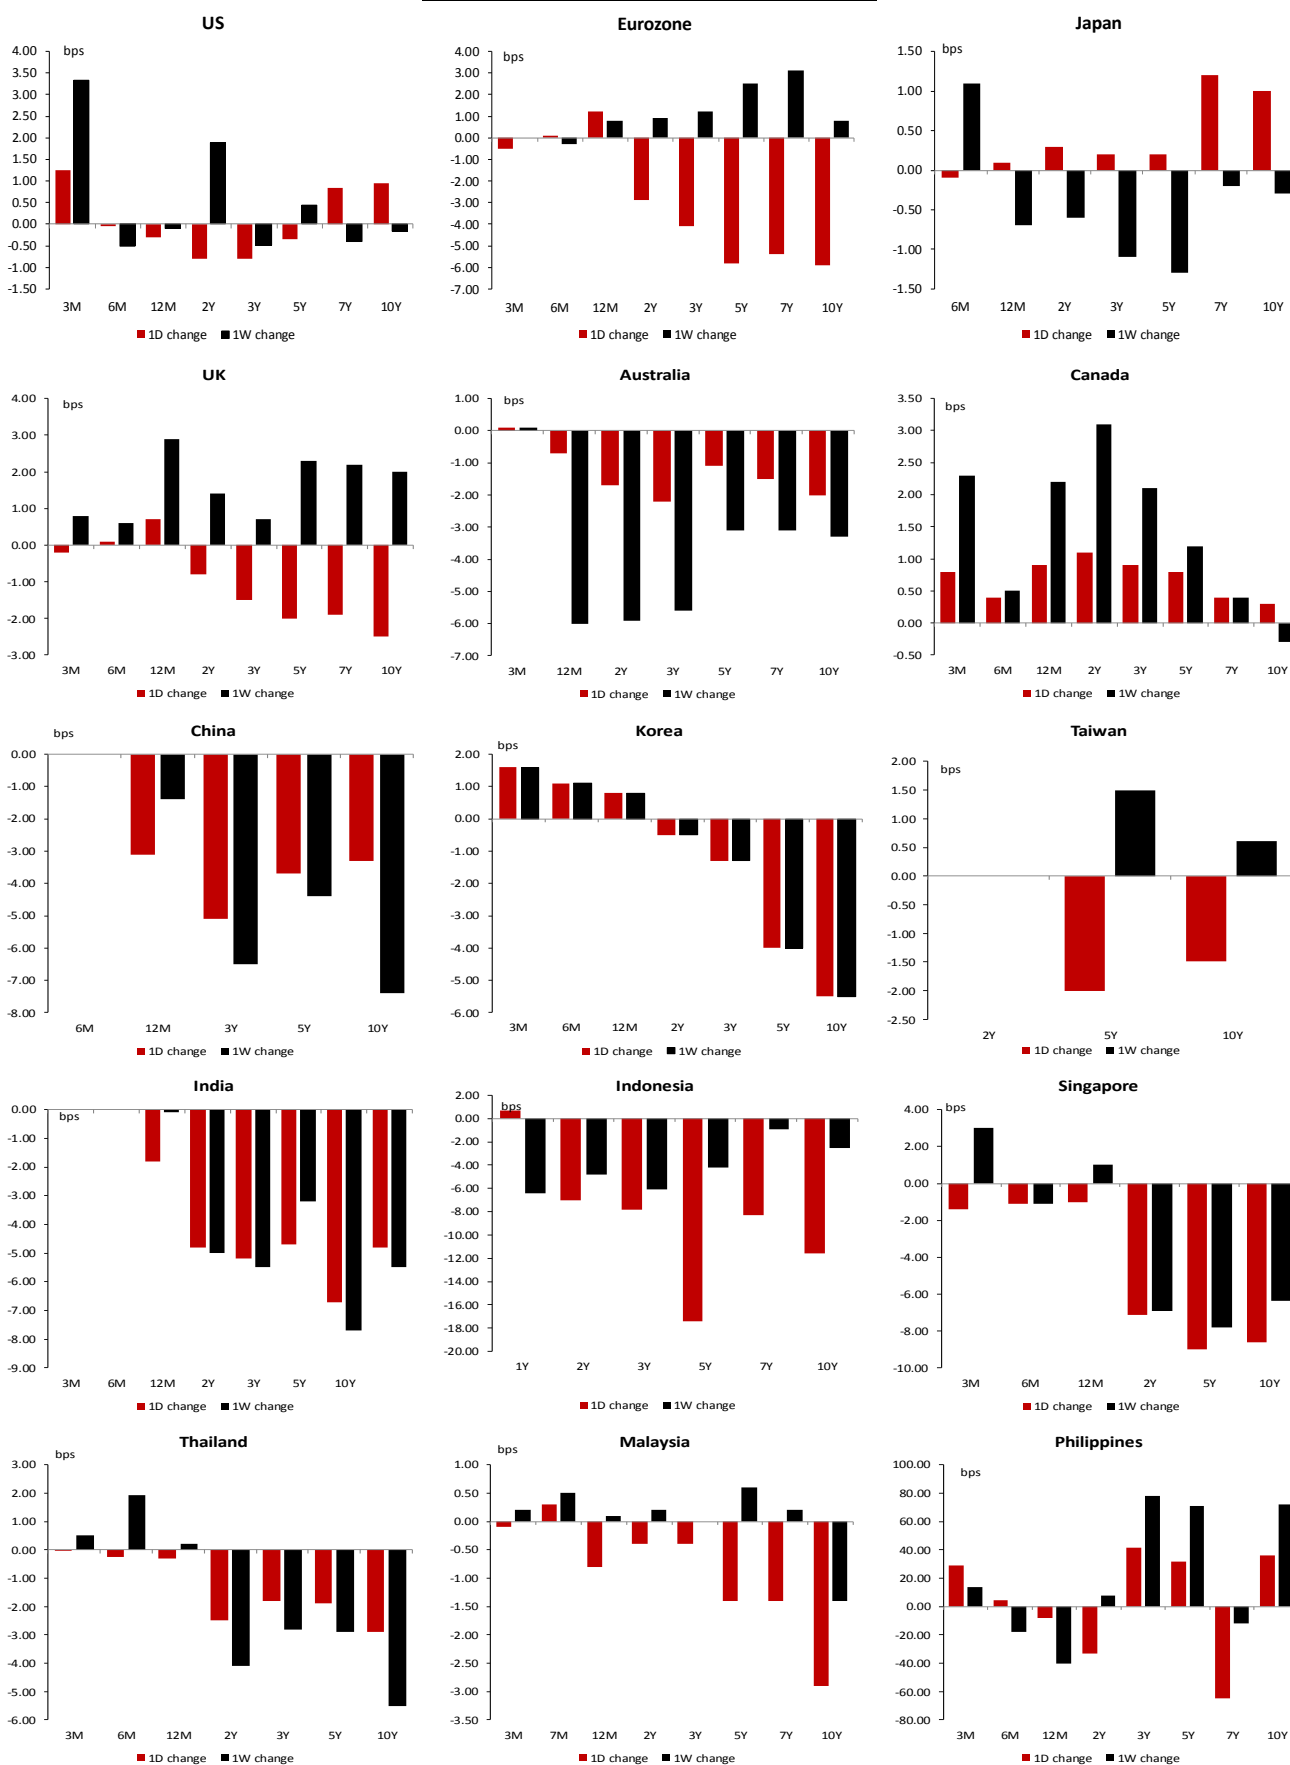 US
bps
4.00
3.50
3.00
2.50
2.00
1.50
1.00
0.50
0.00
-0.50
-1.00
-1.50
3M 6M 12M 2Y 3Y 5Y 7Y 10Y
1D change 1W change
Eurozone
bps
4.00
3.00
2.00
1.00
0.00
-1.00
-2.00
-3.00
-4.00
-5.00
-6.00
-7.00
3M 6M 12M 2Y 3Y 5Y 7Y 10Y
1D change 1W change
Japan
bps
1.50
1.00
0.50
0.00
-0.50
-1.00
-1.50
6M 12M 2Y 3Y 5Y 7Y 10Y
1D change 1W change
UK
bps
4.00
3.00
2.00
1.00
0.00
-1.00
-2.00
-3.00
3M 6M 12M 2Y 3Y 5Y 7Y 10Y
1D change 1W change
Australia
bps
1.00
0.00
-1.00
-2.00
-3.00
-4.00
-5.00
-6.00
-7.00
3M 12M 2Y 3Y 5Y 7Y 10Y
1D change 1W change
Canada
bps
3.50
3.00
2.50
2.00
1.50
1.00
0.50
0.00
-0.50
3M 6M 12M 2Y 3Y 5Y 7Y 10Y
1D change 1W change
China
bps
0.00
-1.00
-2.00
-3.00
-4.00
-5.00
-6.00
-7.00
-8.00
6M 12M 3Y 5Y 10Y
1D change 1W change
Korea
bps
2.00
1.00
0.00
-1.00
-2.00
-3.00
-4.00
-5.00
-6.00
3M 6M 12M 2Y 3Y 5Y 10Y
1D change 1W change
Taiwan
bps
2.00
1.50
1.00
0.50
0.00
-0.50
-1.00
-1.50
-2.00
-2.50
2Y 5Y 10Y
1D change 1W change
India
bps
0.00
-1.00
-2.00
-3.00
-4.00
-5.00
-6.00
-7.00
-8.00
-9.00
3M 6M 12M 2Y 3Y 5Y 10Y
1D change 1W change
Indonesia
bps
2.00
0.00
-2.00
-4.00
-6.00
-8.00
-10.00
-12.00
-14.00
-16.00
-18.00
-20.00
1Y 2Y 3Y 5Y 7Y 10Y
1D change 1W change
Singapore
bps
4.00
2.00
0.00
-2.00
-4.00
-6.00
-8.00
-10.00
3M 6M 12M 2Y 5Y 10Y
1D change 1W change
Thailand
bps
3.00
2.00
1.00
0.00
-1.00
-2.00
-3.00
-4.00
-5.00
-6.00
3M 6M 12M 2Y 3Y 5Y 10Y
1D change 1W change
Malaysia
bps
1.00
0.50
0.00
-0.50
-1.00
-1.50
-2.00
-2.50
-3.00
-3.50
3M 7M 12M 2Y 3Y 5Y 7Y 10Y
1D change 1W change
Philippines
bps
100.00
80.00
60.00
40.00
20.00
0.00
-20.00
-40.00
-60.00
-80.00
3M 6M 12M 2Y 3Y 5Y 7Y 10Y
1D change 1W change